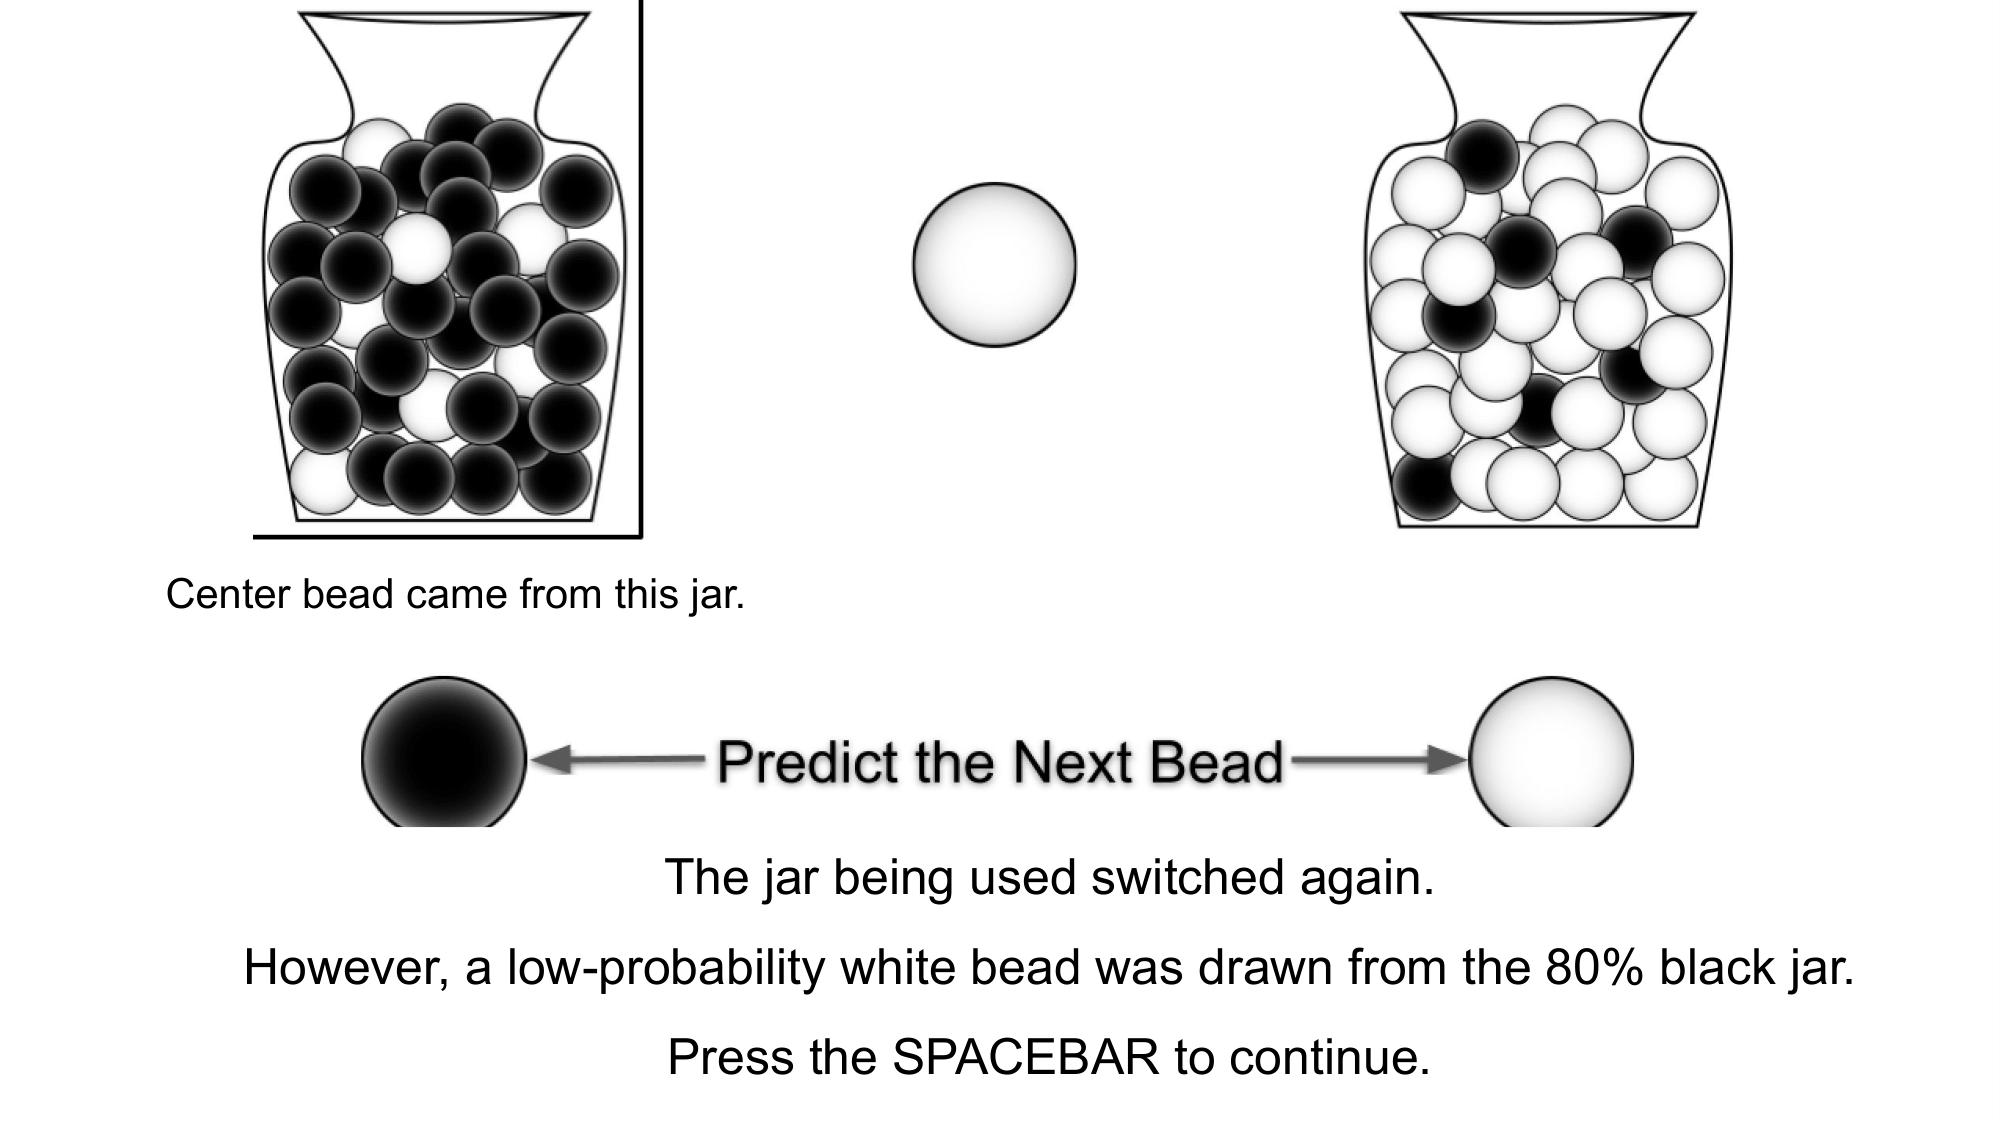 Center bead came from this jar.
Predict the Next Bead
The jar being used switched again.
However, a low-probability white bead was drawn from the 80% black jar.
Press the SPACEBAR to continue.